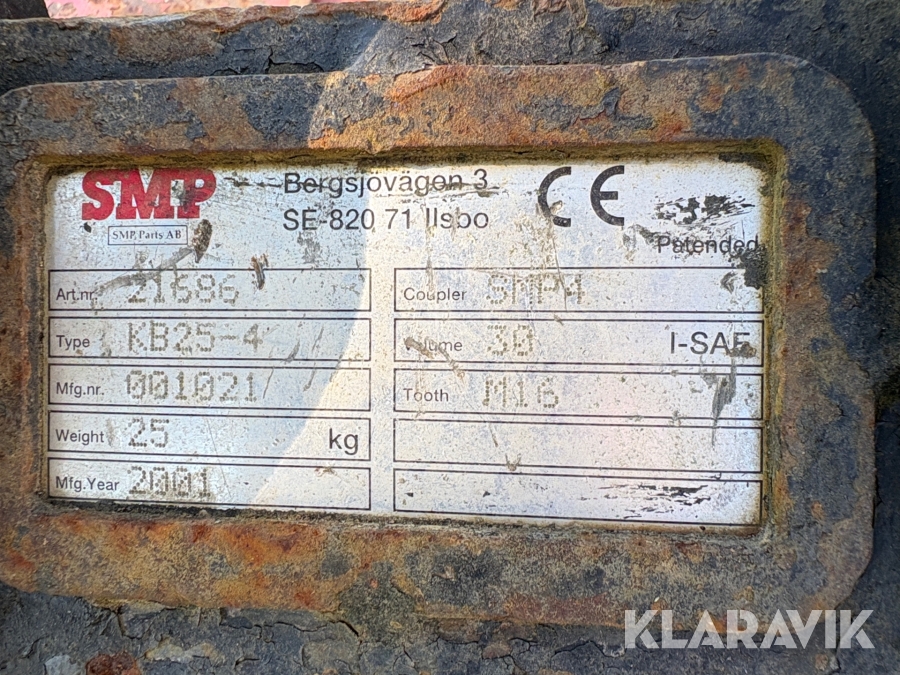 SMP
SMP Parts AB
Bergsjövägen 3
SE-820 71 Ilsbo
CE
Patented
Art.nr. 21686
Type KB25-4
Mfg.nr. 001021
Weight 25 kg
Mfg.Year 2001
Coupler SMP4
Volume 30 I-SAE
Tooth M16
KLARAVIK